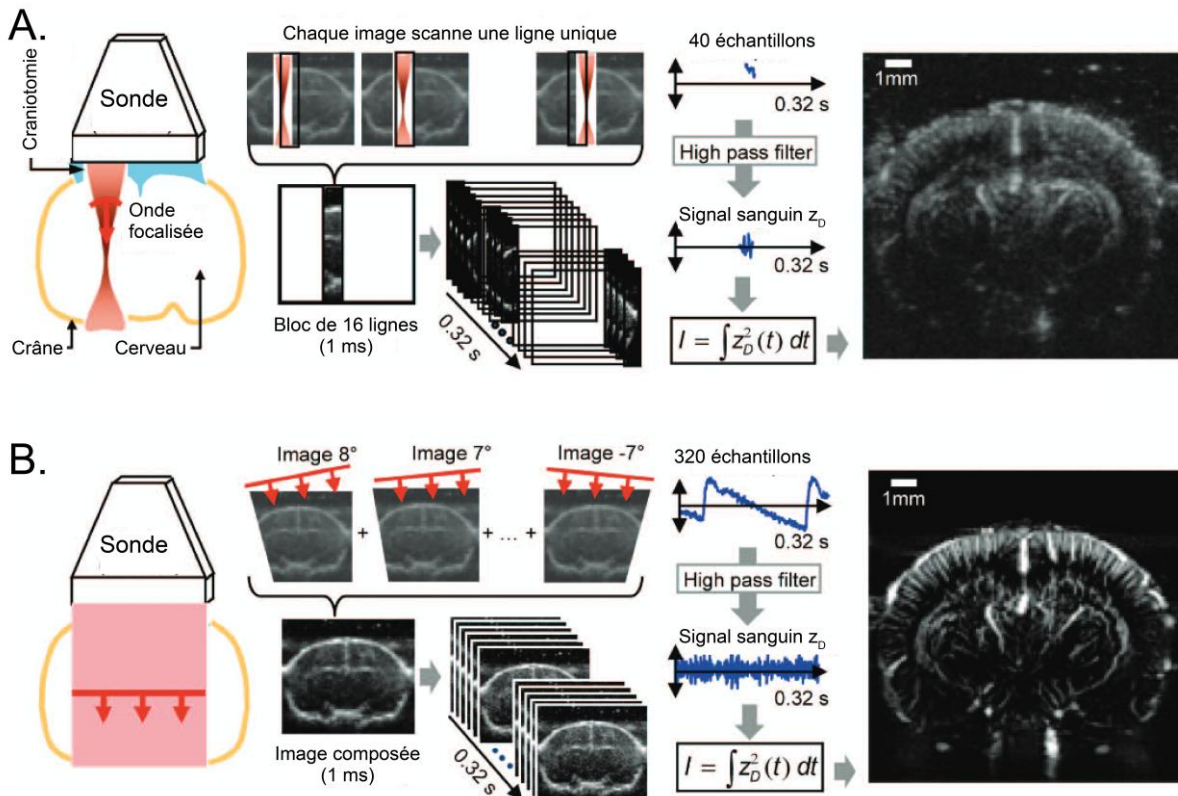 A.
Craniotomie
Sonde
Onde
focalisée
Crâne
Cerveau
Chaque image scanne une ligne unique
Bloc de 16 lignes
(1 ms)
0.32 s
40 échantillons
0.32 s
High pass filter
Signal sanguin z_D
0.32 s
I = ∫ z_D^2(t) dt
1mm
B.
Sonde
Image 8°
Image 7°
Image -7°
+
+ ... +
Image composée
(1 ms)
0.32 s
320 échantillons
0.32 s
High pass filter
Signal sanguin z_D
0.32 s
I = ∫ z_D^2(t) dt
1mm